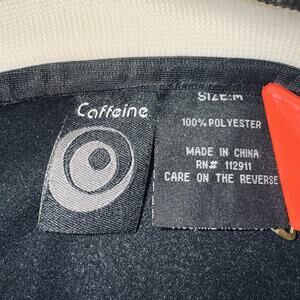 Caffeine
SIZE:M
100% POLYESTER
MADE IN CHINA
RN# 112911
CARE ON THE REVERSE